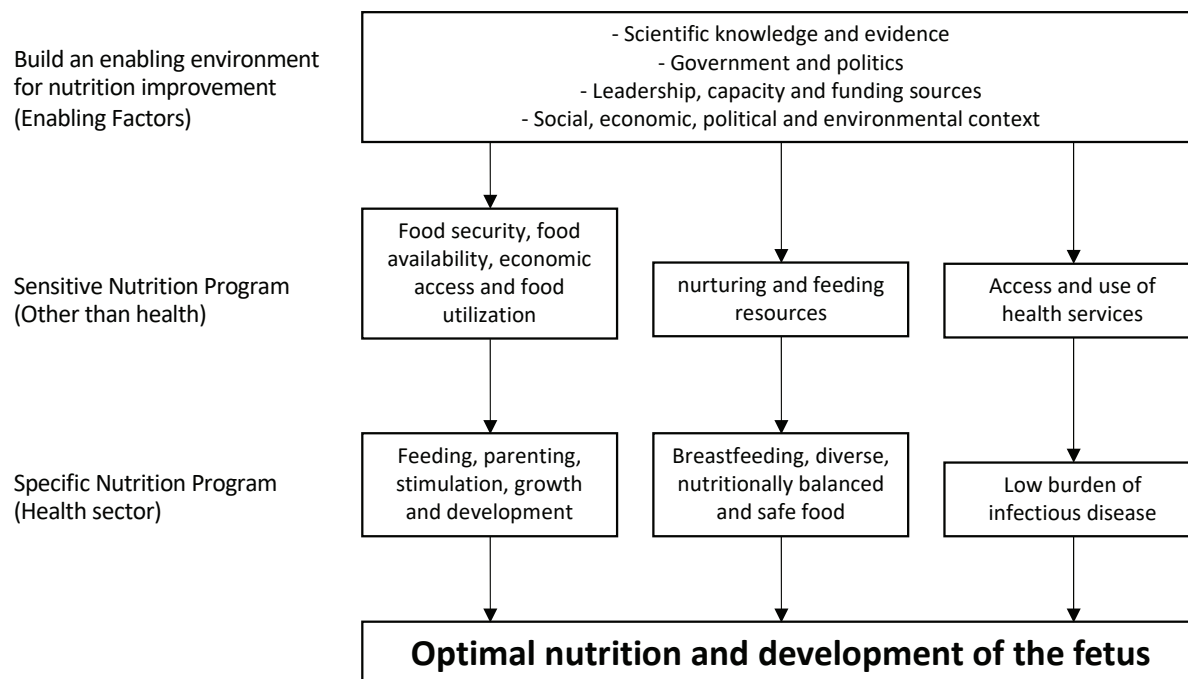 Build an enabling environment
for nutrition improvement
(Enabling Factors)
- Scientific knowledge and evidence
- Government and politics
- Leadership, capacity and funding sources
- Social, economic, political and environmental context
Sensitive Nutrition Program
(Other than health)
Food security, food
availability, economic
access and food
utilization
nurturing and feeding
resources
Access and use of
health services
Specific Nutrition Program
(Health sector)
Feeding, parenting,
stimulation, growth
and development
Breastfeeding, diverse,
nutritionally balanced
and safe food
Low burden of
infectious disease
Optimal nutrition and development of the fetus